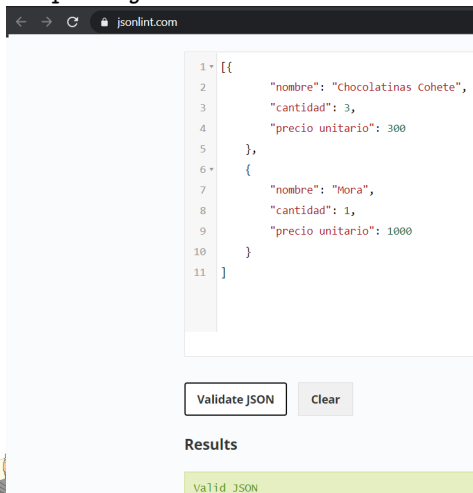 jsonlint.com
1 [{
2 "nombre": "Chocolatinas Cohete",
3 "cantidad": 3,
4 "precio unitario": 300
5 },
6 {
7 "nombre": "Mora",
8 "cantidad": 1,
9 "precio unitario": 1000
10 }
11 ]
Validate JSON Clear
Results
Valid JSON